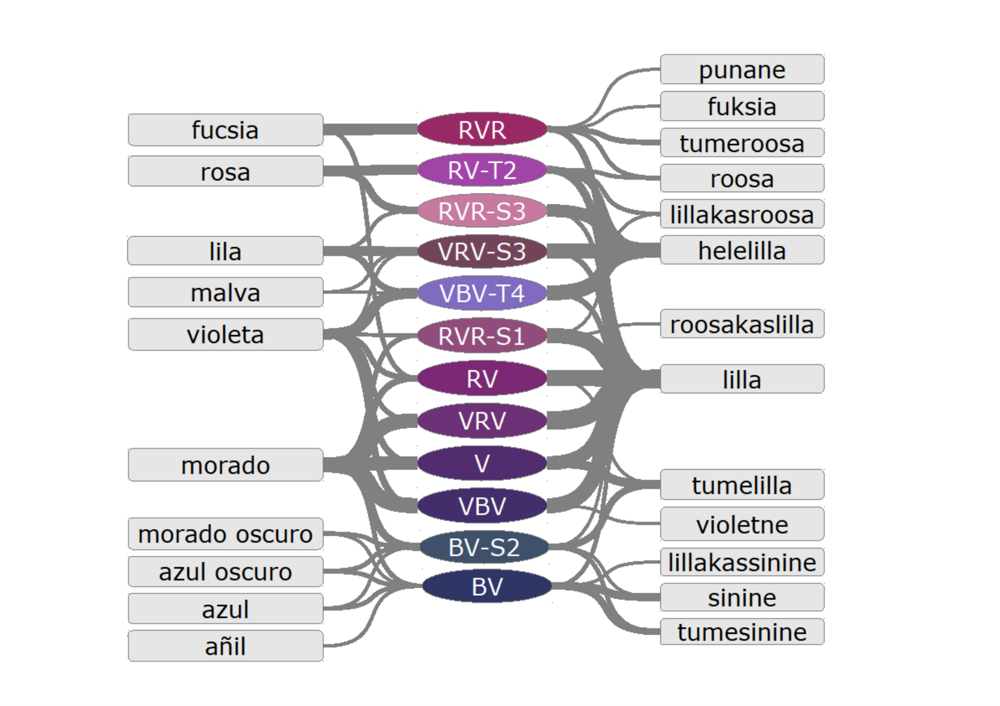 fucsia
rosa
lila
malva
violeta
morado
morado oscuro
azul oscuro
azul
añil
RVR
RV-T2
RVR-S3
VRV-S3
VBV-T4
RVR-S1
RV
VRV
V
VBV
BV-S2
BV
punane
fuksia
tumeroosa
roosa
lillakasroosa
helelilla
roosakaslilla
lilla
tumelilla
violetne
lillakassinine
sinine
tumesinine